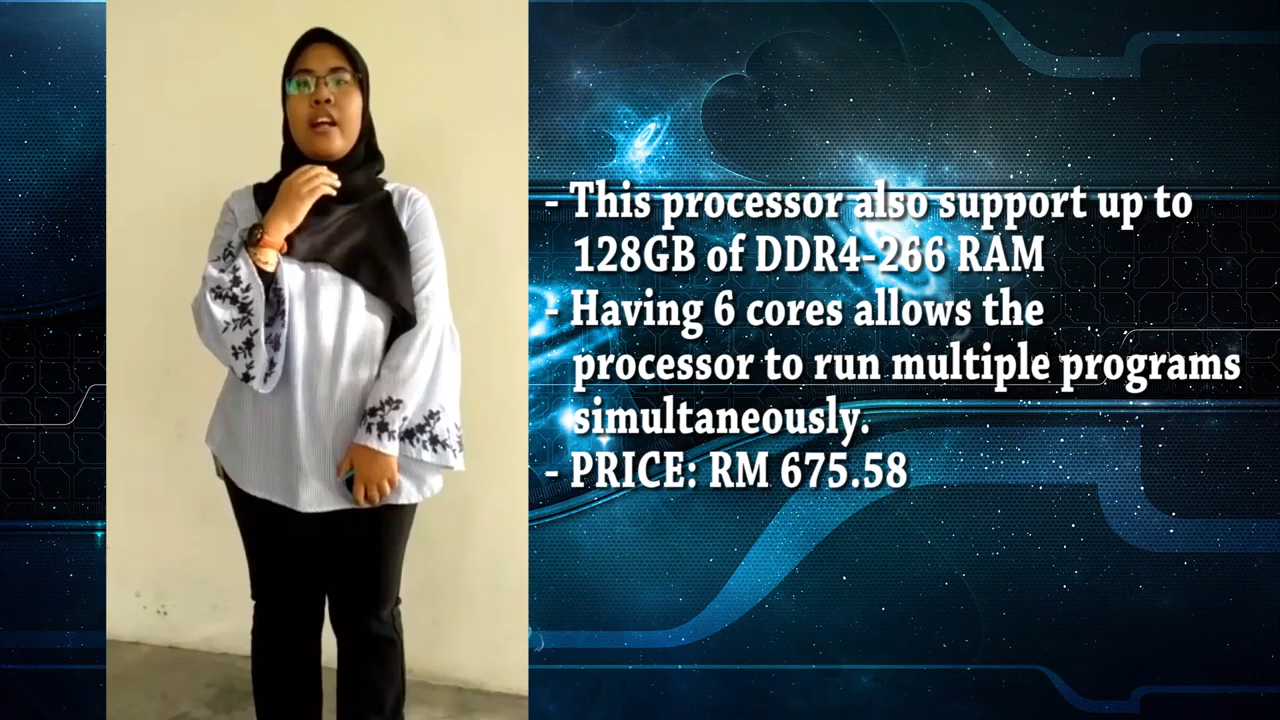 - This processor also support up to
128GB of DDR4-266 RAM
- Having 6 cores allows the
processor to run multiple programs
simultaneously.
- PRICE: RM 675.58